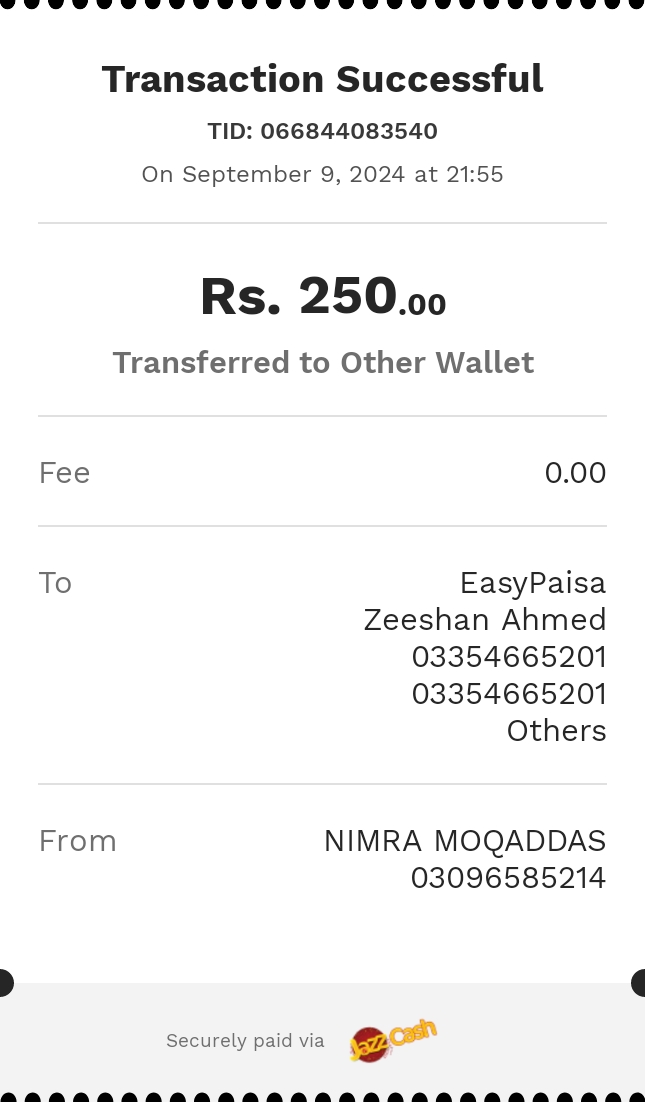 Transaction Successful
TID: 066844083540
On September 9, 2024 at 21:55
Rs. 250.00
Transferred to Other Wallet
Fee 0.00
To EasyPaisa
Zeeshan Ahmed
03354665201
03354665201
Others
From NIMRA MOQADDAS
03096585214
Securely paid via JazzCash